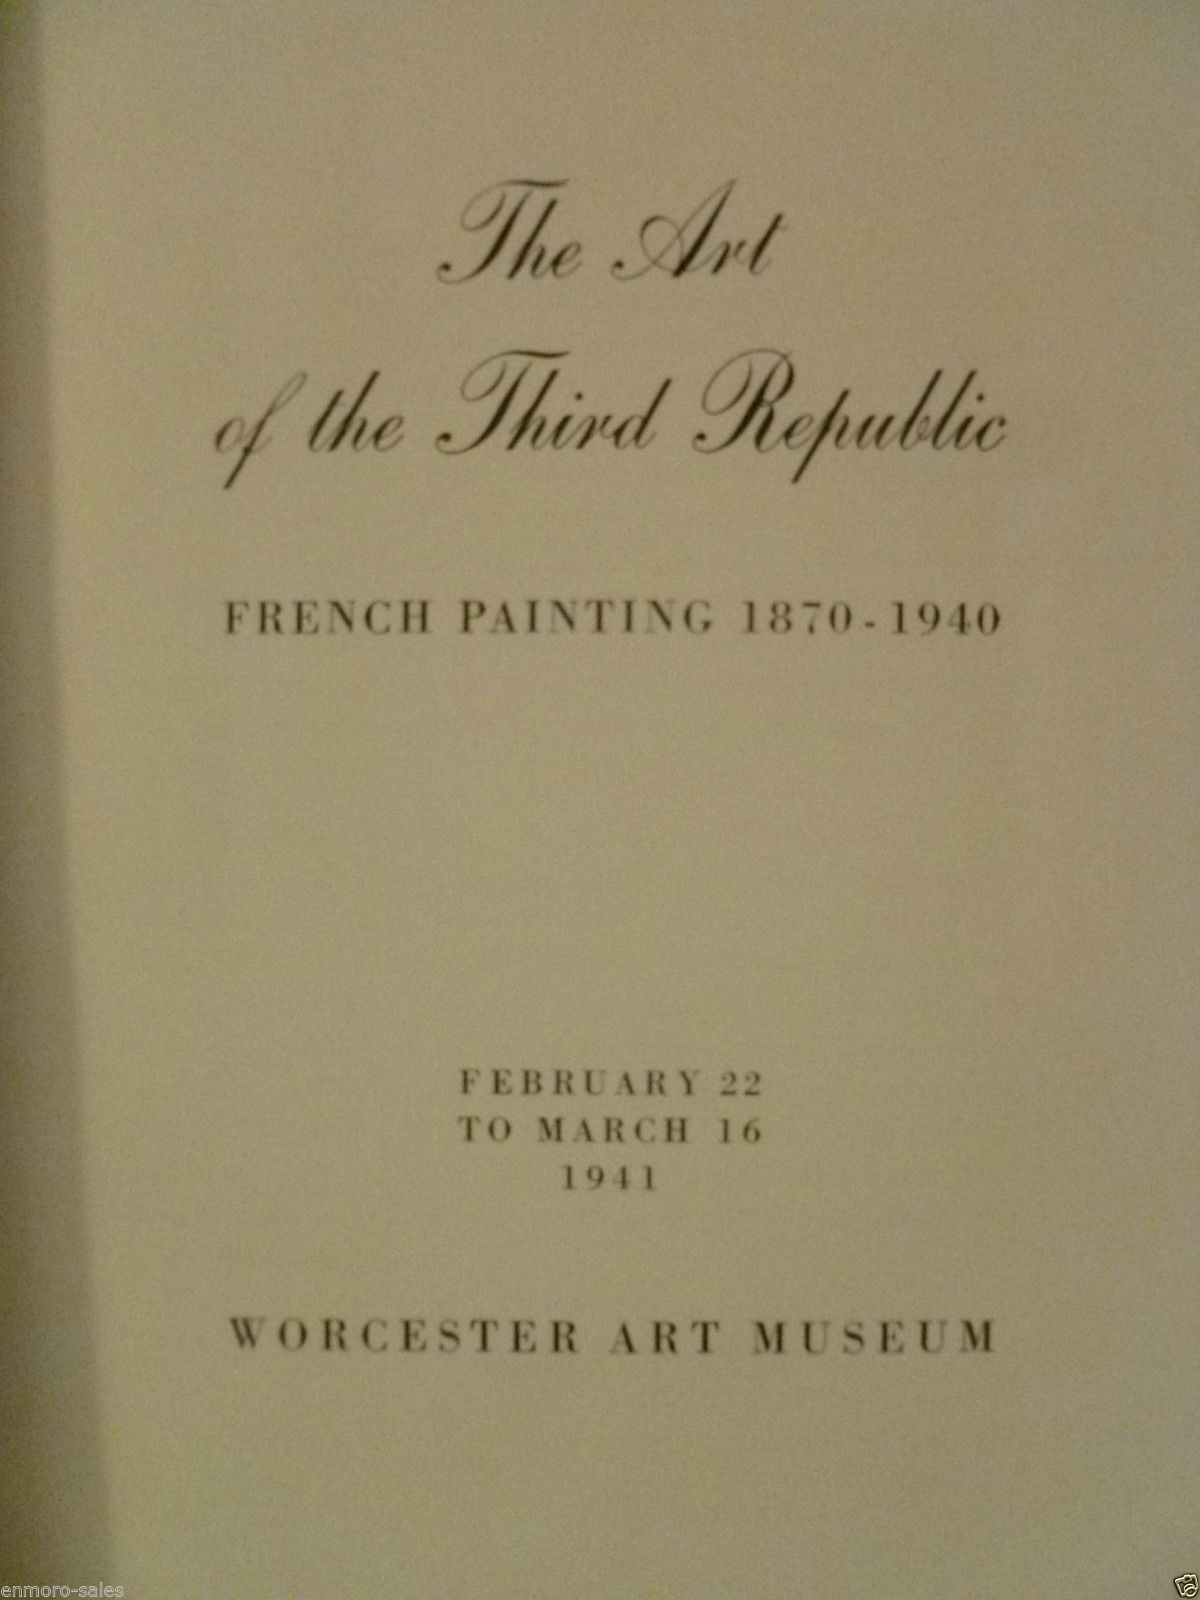 The Art
of the Third Republic
FRENCH PAINTING 1870-1940
FEBRUARY 22
TO MARCH 16
1941
WORCESTER ART MUSEUM
enmoro-sales